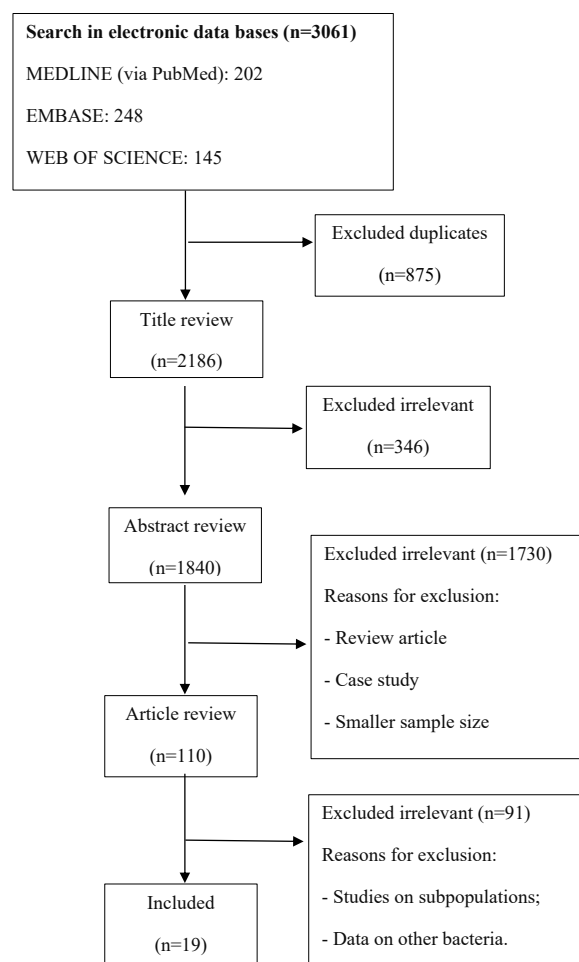 Search in electronic data bases (n=3061)
MEDLINE (via PubMed): 202
EMBASE: 248
WEB OF SCIENCE: 145
Excluded duplicates
(n=875)
Title review
(n=2186)
Excluded irrelevant
(n=346)
Abstract review
(n=1840)
Excluded irrelevant (n=1730)
Reasons for exclusion:
- Review article
- Case study
- Smaller sample size
Article review
(n=110)
Excluded irrelevant (n=91)
Reasons for exclusion:
- Studies on subpopulations;
- Data on other bacteria.
Included
(n=19)